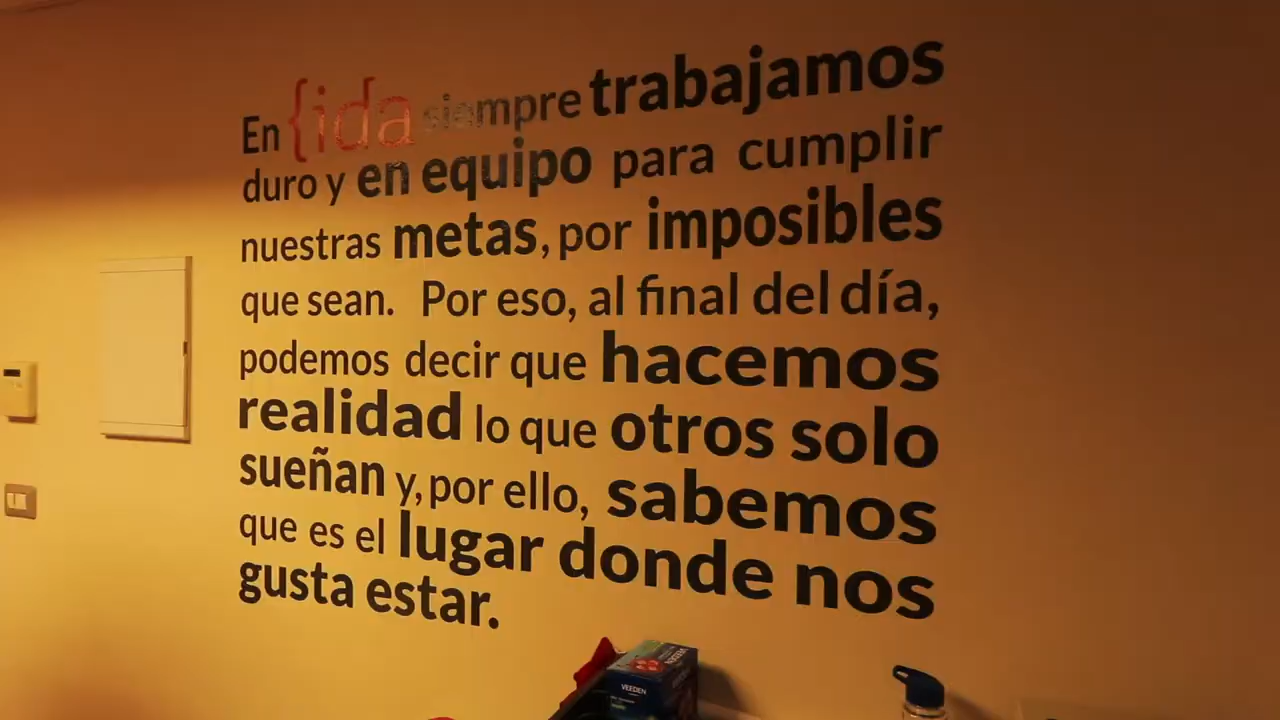 En {ida siempre trabajamos
duro y en equipo para cumplir
nuestras metas, por imposibles
que sean. Por eso, al final del día,
podemos decir que hacemos
realidad lo que otros solo
sueñan y, por ello, sabemos
que es el lugar donde nos
gusta estar.
VEEDEN